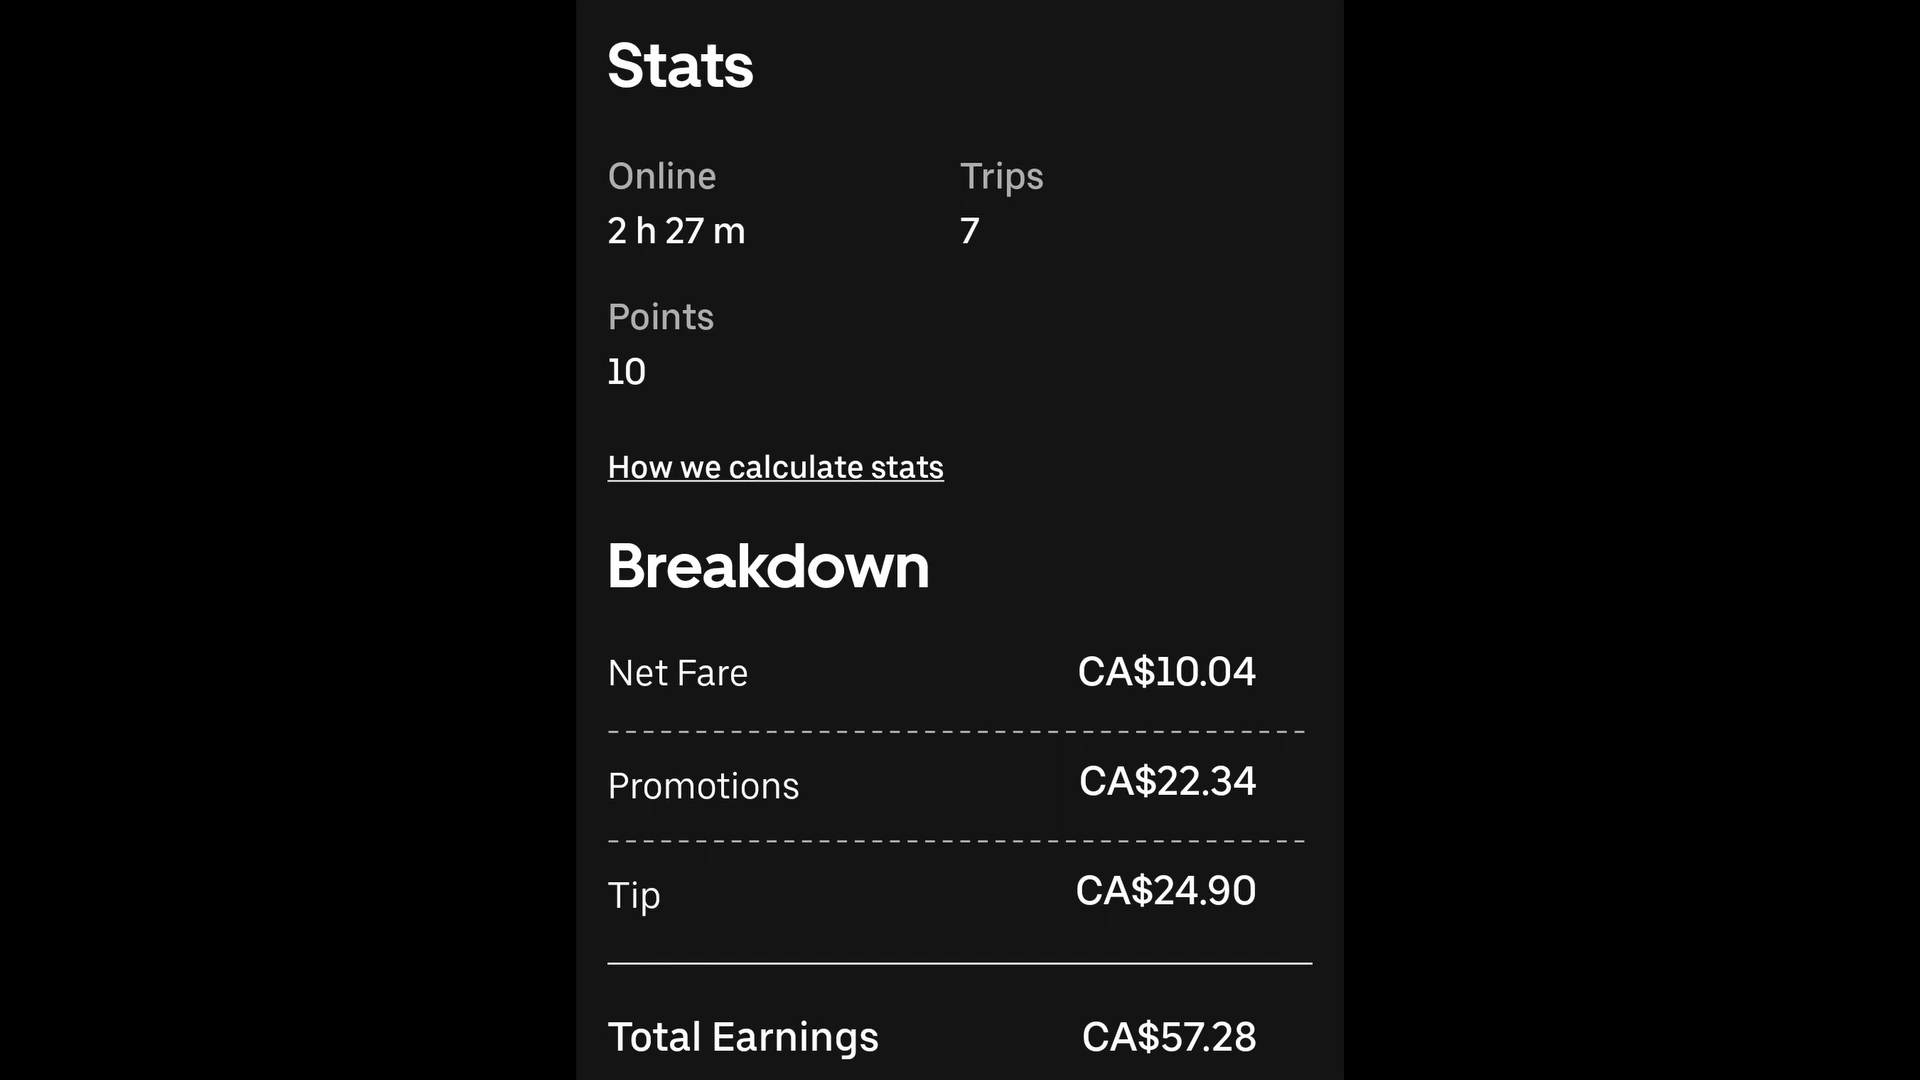 Stats
Online Trips
2 h 27 m 7
Points
10
How we calculate stats
Breakdown
Net Fare CA$10.04
Promotions CA$22.34
Tip CA$24.90
Total Earnings CA$57.28